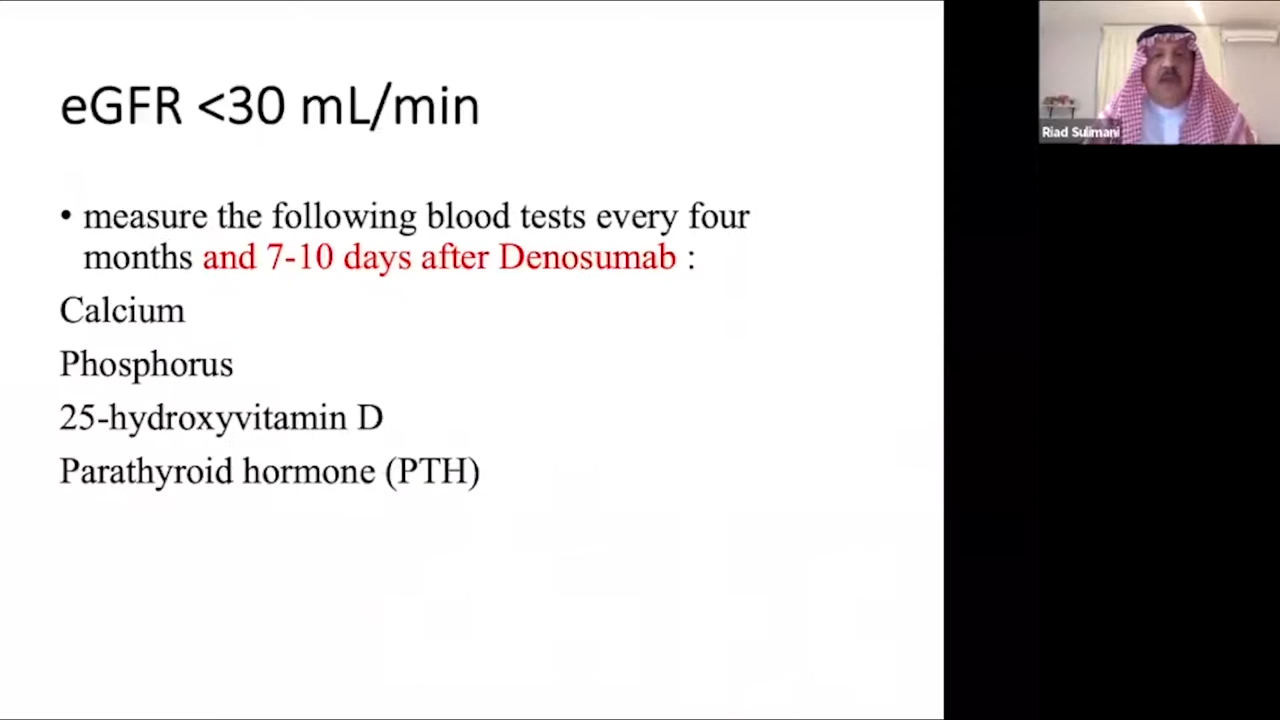 eGFR <30 mL/min
• measure the following blood tests every four
months and 7-10 days after Denosumab :
Calcium
Phosphorus
25-hydroxyvitamin D
Parathyroid hormone (PTH)
Riad Sulimani